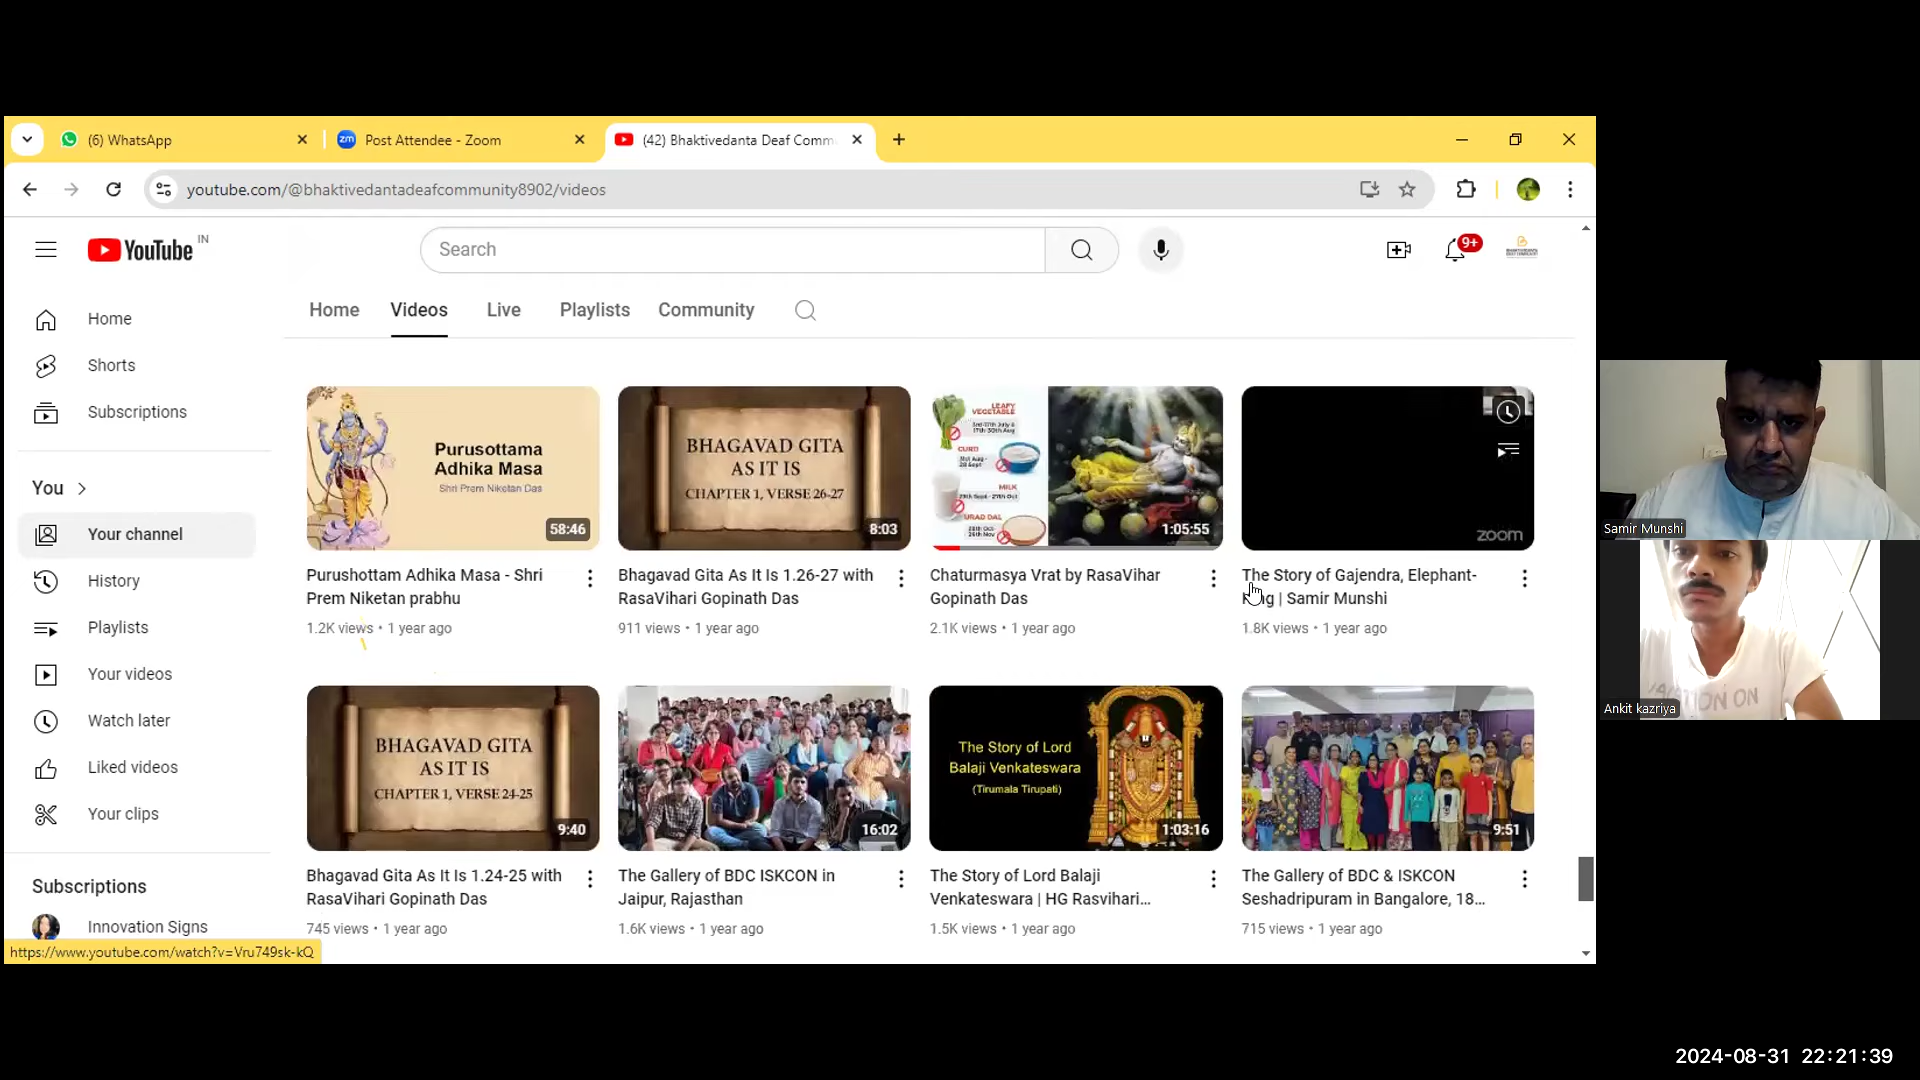 (6) WhatsApp
Post Attendee - Zoom
(42) Bhaktivedanta Deaf Comm
youtube.com/@bhaktivedantadeafcommunity8902/videos
YouTube IN
Search
9+
Home
Videos
Live
Playlists
Community
Home
Shorts
Subscriptions
You
Your channel
History
Playlists
Your videos
Watch later
Liked videos
Your clips
Subscriptions
Innovation Signs
https://www.youtube.com/watch?v=Vru749sk-kQ
Purusottama
Adhika Masa
Shri Prem Niketan Das
58:46
Purushottam Adhika Masa - Shri
Prem Niketan prabhu
1.2K views • 1 year ago
BHAGAVAD GITA
AS IT IS
CHAPTER 1, VERSE 26-27
8:03
Bhagavad Gita As It Is 1.26-27 with
RasaVihari Gopinath Das
911 views • 1 year ago
LEAFY
VEGETABLE
CURD
MILK
URAD DAL
1:05:55
Chaturmasya Vrat by RasaVihar
Gopinath Das
2.1K views • 1 year ago
zoom
The Story of Gajendra, Elephant-
King | Samir Munshi
1.8K views • 1 year ago
BHAGAVAD GITA
AS IT IS
CHAPTER 1, VERSE 24-25
9:40
Bhagavad Gita As It Is 1.24-25 with
RasaVihari Gopinath Das
745 views • 1 year ago
16:02
The Gallery of BDC ISKCON in
Jaipur, Rajasthan
1.6K views • 1 year ago
The Story of Lord
Balaji Venkateswara
(Tirumala Tirupati)
1:03:16
The Story of Lord Balaji
Venkateswara | HG Rasvihari...
1.5K views • 1 year ago
9:51
The Gallery of BDC & ISKCON
Seshadripuram in Bangalore, 18...
715 views • 1 year ago
Samir Munshi
ON
Ankit kazriya
2024-08-31 22:21:39